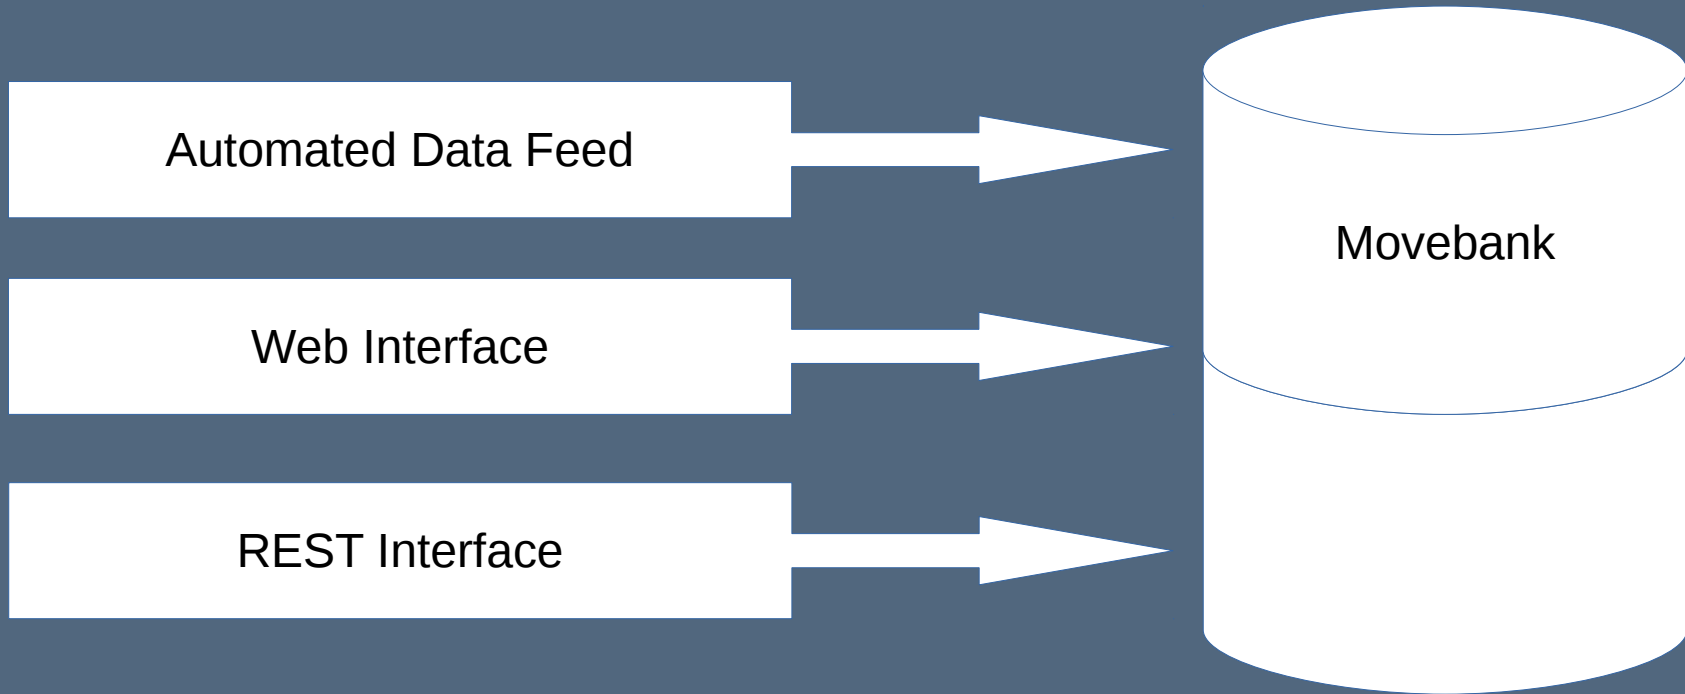 Automated Data Feed
Movebank
Web Interface
REST Interface